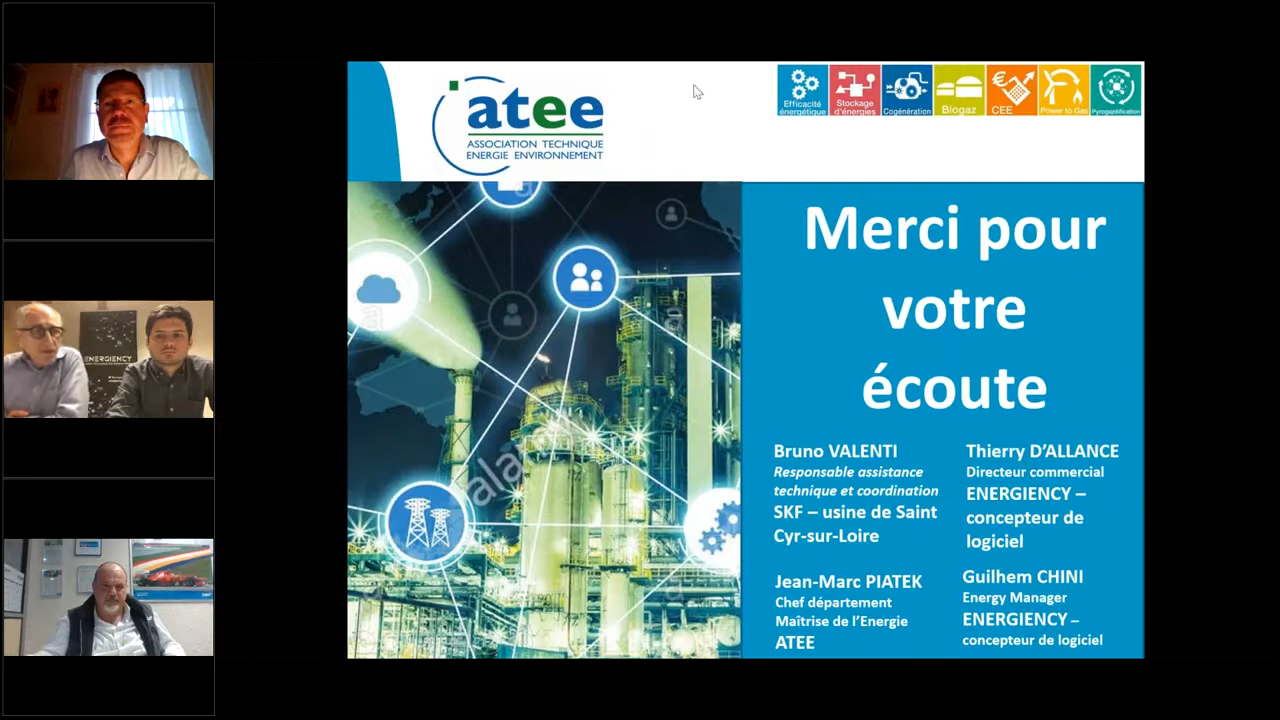 atee
ASSOCIATION TECHNIQUE
ENERGIE ENVIRONNEMENT
Efficacité
énergétique
Stockage
d'énergies
Cogénération
Biogaz
CEE
Power to Gas
Pyrogazéification
Merci pour
votre
écoute
Bruno VALENTI
Responsable assistance
technique et coordination
SKF – usine de Saint
Cyr-sur-Loire
Thierry D'ALLANCE
Directeur commercial
ENERGIENCY –
concepteur de
logiciel
Jean-Marc PIATEK
Chef département
Maîtrise de l'Energie
ATEE
Guilhem CHINI
Energy Manager
ENERGIENCY –
concepteur de logiciel
ENERGIENCY